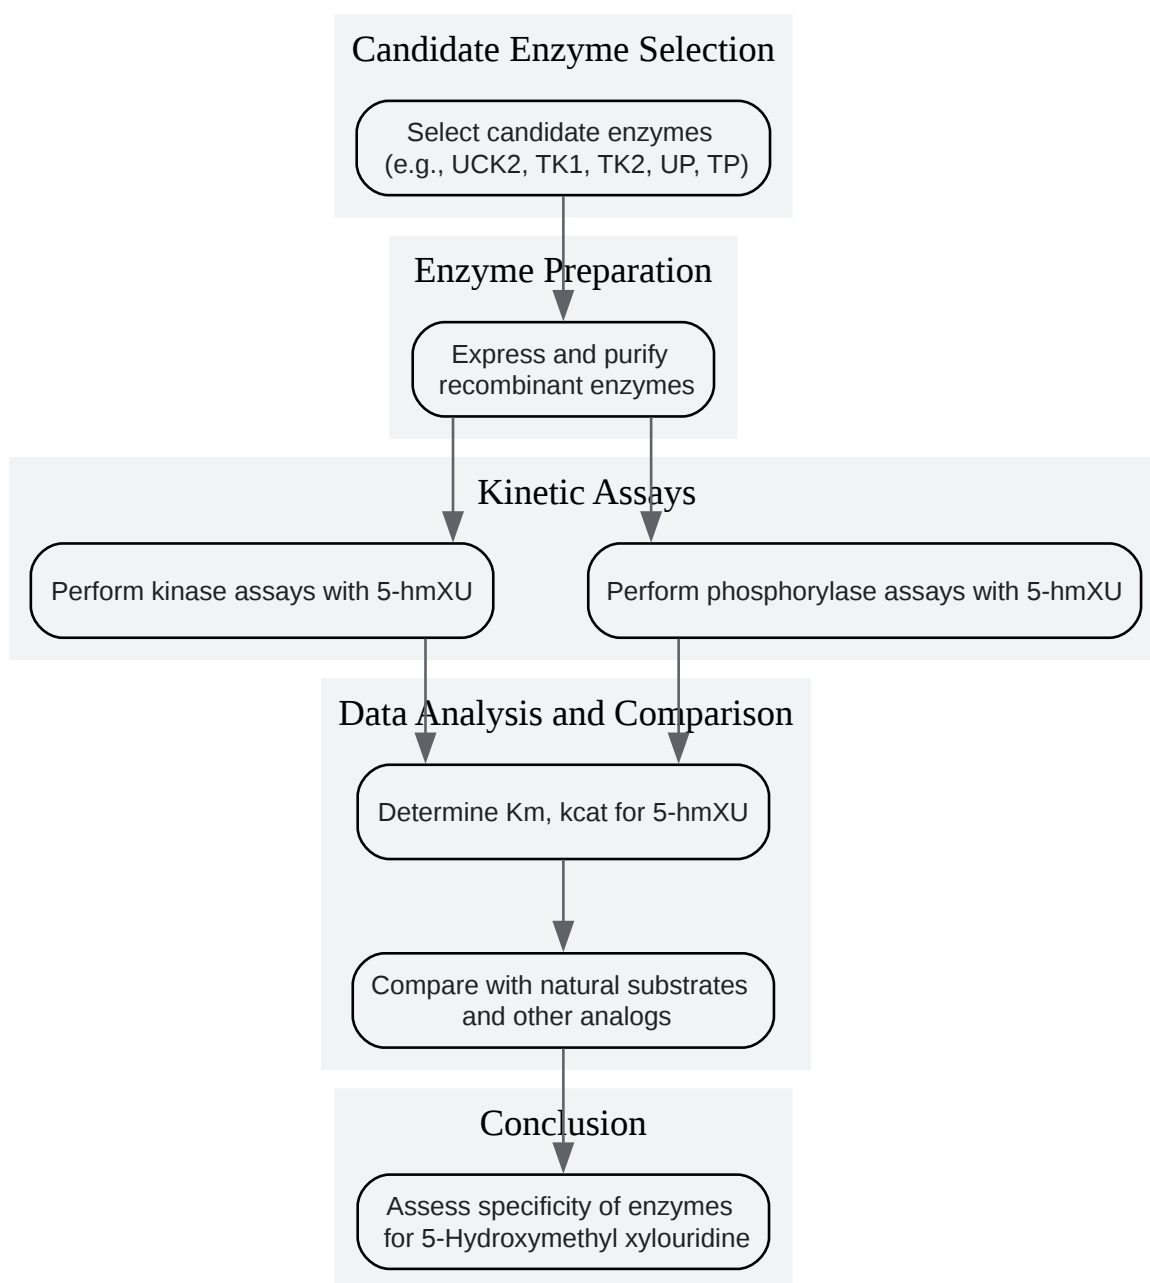 Candidate Enzyme Selection
Select candidate enzymes
(e.g., UCK2, TK1, TK2, UP, TP)
Enzyme Preparation
Express and purify
recombinant enzymes
Kinetic Assays
Perform kinase assays with 5-hmXU
Perform phosphorylase assays with 5-hmXU
Data Analysis and Comparison
Determine Km, kcat for 5-hmXU
Compare with natural substrates
and other analogs
Conclusion
Assess specificity of enzymes
for 5-Hydroxymethyl xylouridine